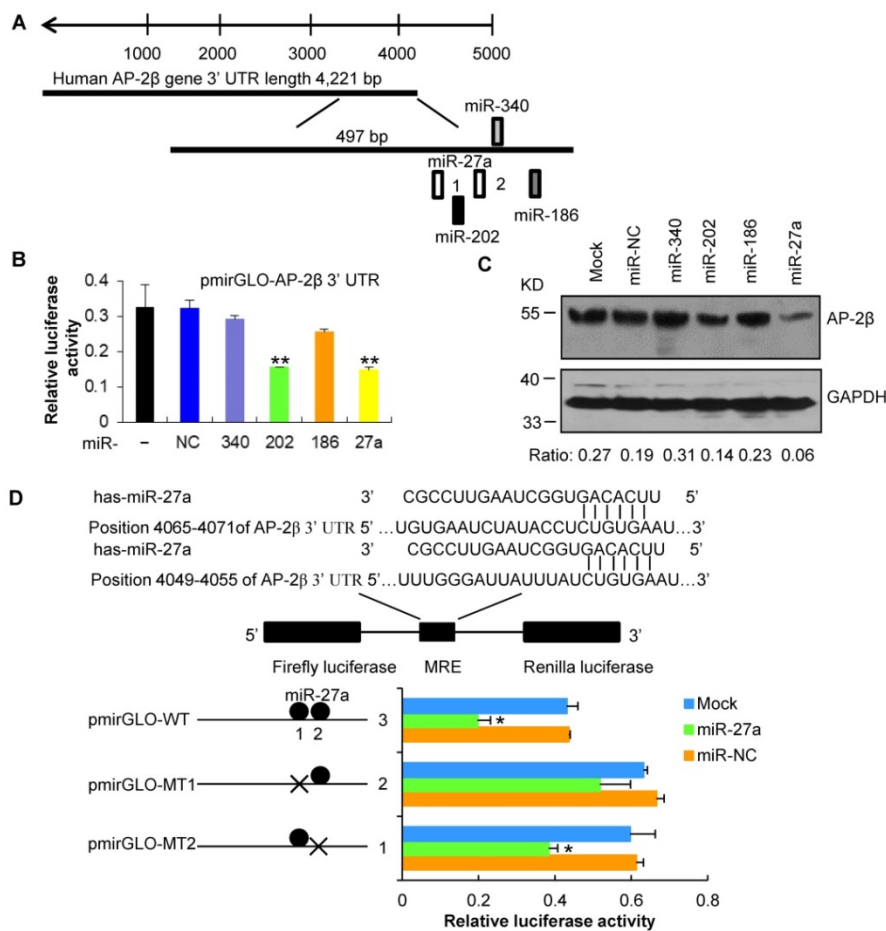 A
1000 2000 3000 4000 5000
Human AP-2β gene 3' UTR length 4,221 bp
miR-340
497 bp
miR-27a
1 2
miR-202
miR-186
B
pmirGLO-AP-2β 3' UTR
Relative luciferase activity
0.4
0.3
0.2
0.1
0
** **
miR- – NC 340 202 186 27a
C
Mock miR-NC miR-340 miR-202 miR-186 miR-27a
KD
55
AP-2β
40
GAPDH
33
Ratio: 0.27 0.19 0.31 0.14 0.23 0.06
D
has-miR-27a 3' CGCCUUGAAUCGGUGACACUU 5'
Position 4065-4071of AP-2β 3' UTR 5' …UGUGAAUCUAUACCUCUGUGAAU…3'
has-miR-27a 3' CGCCUUGAAUCGGUGACACUU 5'
Position 4049-4055 of AP-2β 3' UTR 5'…UUUGGGAUUAUUUAUCUGUGAAU…3'
5' 3'
Firefly luciferase MRE Renilla luciferase
miR-27a
pmirGLO-WT 3
1 2
*
Mock
miR-27a
miR-NC
pmirGLO-MT1 2
pmirGLO-MT2 1
*
0 0.2 0.4 0.6 0.8
Relative luciferase activity